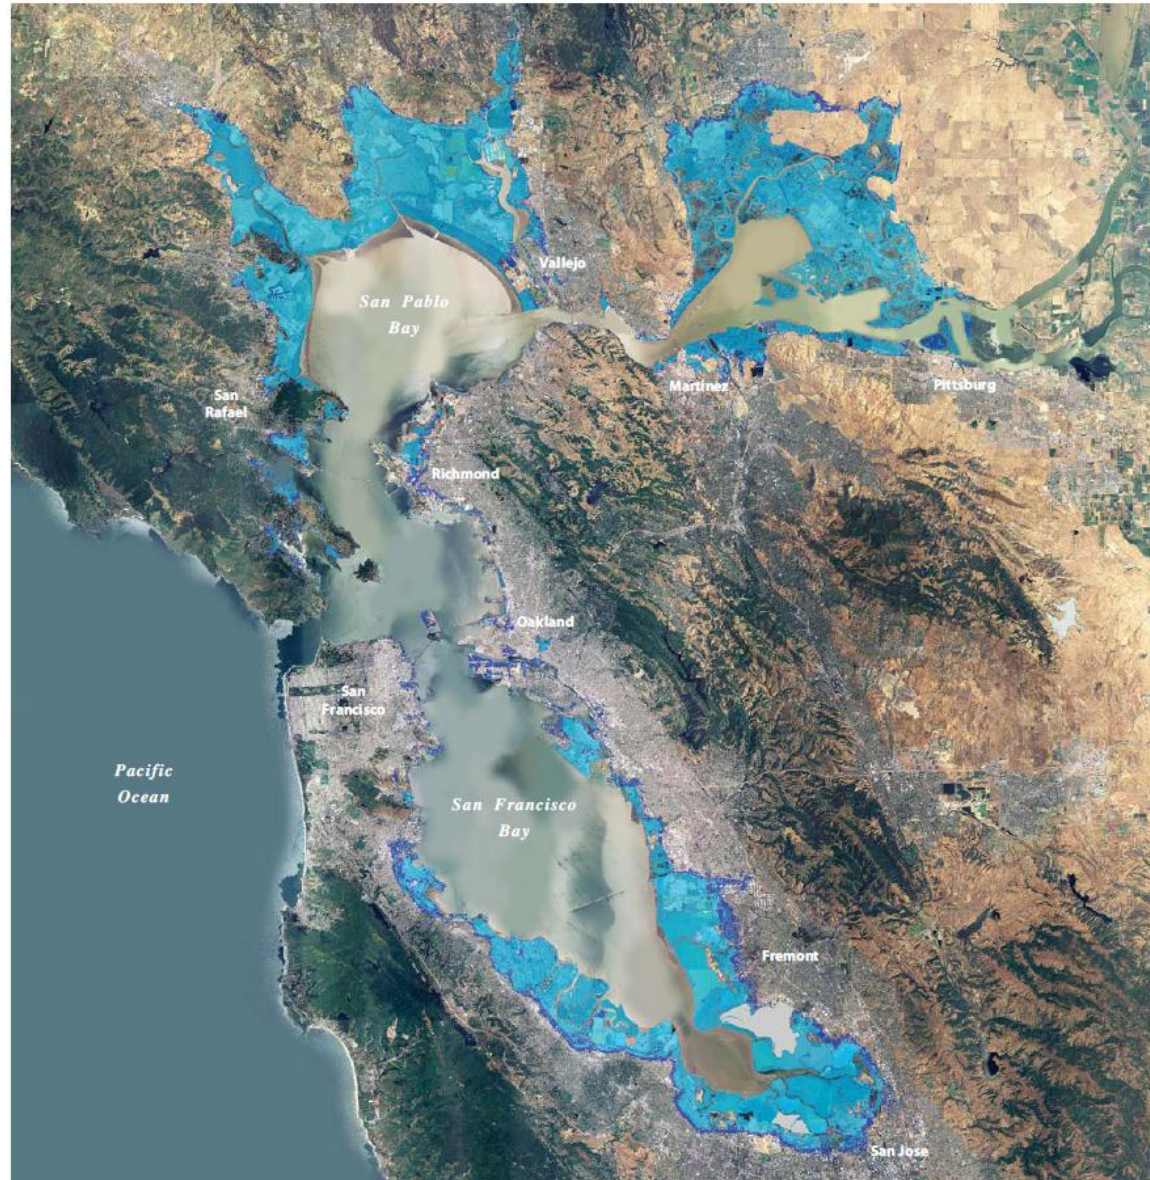 Vallejo
San Pablo
Bay
Martinez
Pittsburg
San
Rafael
Richmond
Oakland
San
Francisco
Pacific
Ocean
San Francisco
Bay
Fremont
San Jose